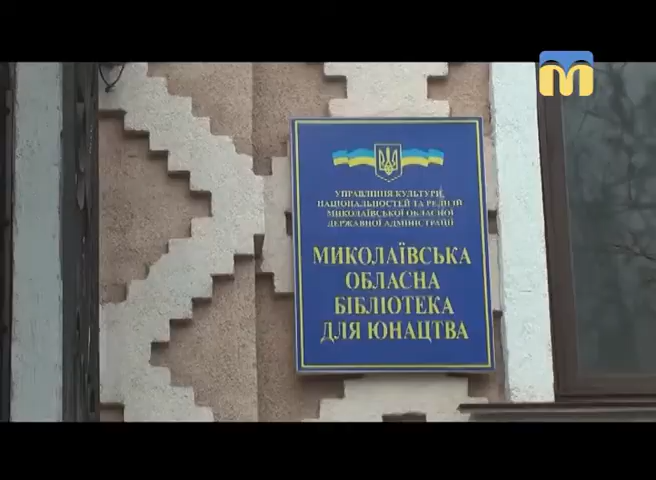 М
УПРАВЛІННЯ КУЛЬТУРИ,
НАЦІОНАЛЬНОСТЕЙ ТА РЕЛІГІЙ
МИКОЛАЇВСЬКОЇ ОБЛАСНОЇ
ДЕРЖАВНОЇ АДМІНІСТРАЦІЇ
МИКОЛАЇВСЬКА
ОБЛАСНА
БІБЛІОТЕКА
ДЛЯ ЮНАЦТВА